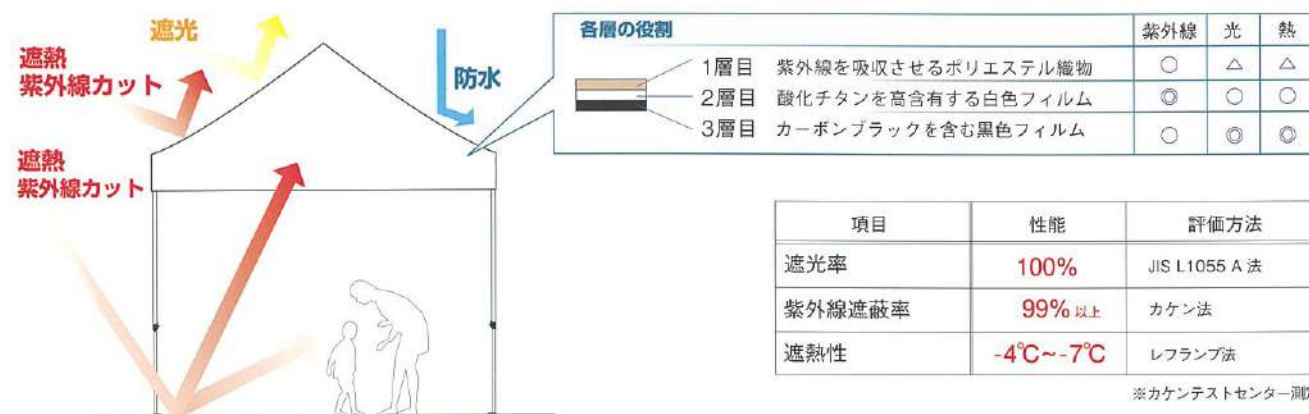 遮光
遮熱
紫外線カット
防水
遮熱
紫外線カット
各層の役割 紫外線 光 熱
1層目 紫外線を吸収させるポリエステル織物 ○ △ △
2層目 酸化チタンを高含有する白色フィルム ◎ ○ ○
3層目 カーボンブラックを含む黒色フィルム ○ ◎ ◎
項目 性能 評価方法
遮光率 100% JIS L1055 A法
紫外線遮蔽率 99%以上 カケン法
遮熱性 -4℃~-7℃ レフランプ法
※カケンテストセンター測